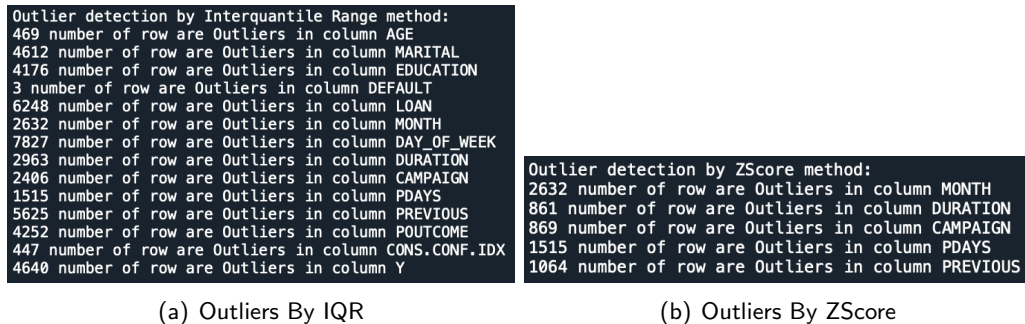 Outlier detection by Interquantile Range method:
469 number of row are Outliers in column AGE
4612 number of row are Outliers in column MARITAL
4176 number of row are Outliers in column EDUCATION
3 number of row are Outliers in column DEFAULT
6248 number of row are Outliers in column LOAN
2632 number of row are Outliers in column MONTH
7827 number of row are Outliers in column DAY_OF_WEEK
2963 number of row are Outliers in column DURATION
2406 number of row are Outliers in column CAMPAIGN
1515 number of row are Outliers in column PDAYS
5625 number of row are Outliers in column PREVIOUS
4252 number of row are Outliers in column POUTCOME
447 number of row are Outliers in column CONS.CONF.IDX
4640 number of row are Outliers in column Y
(a) Outliers By IQR
Outlier detection by ZScore method:
2632 number of row are Outliers in column MONTH
861 number of row are Outliers in column DURATION
869 number of row are Outliers in column CAMPAIGN
1515 number of row are Outliers in column PDAYS
1064 number of row are Outliers in column PREVIOUS
(b) Outliers By ZScore